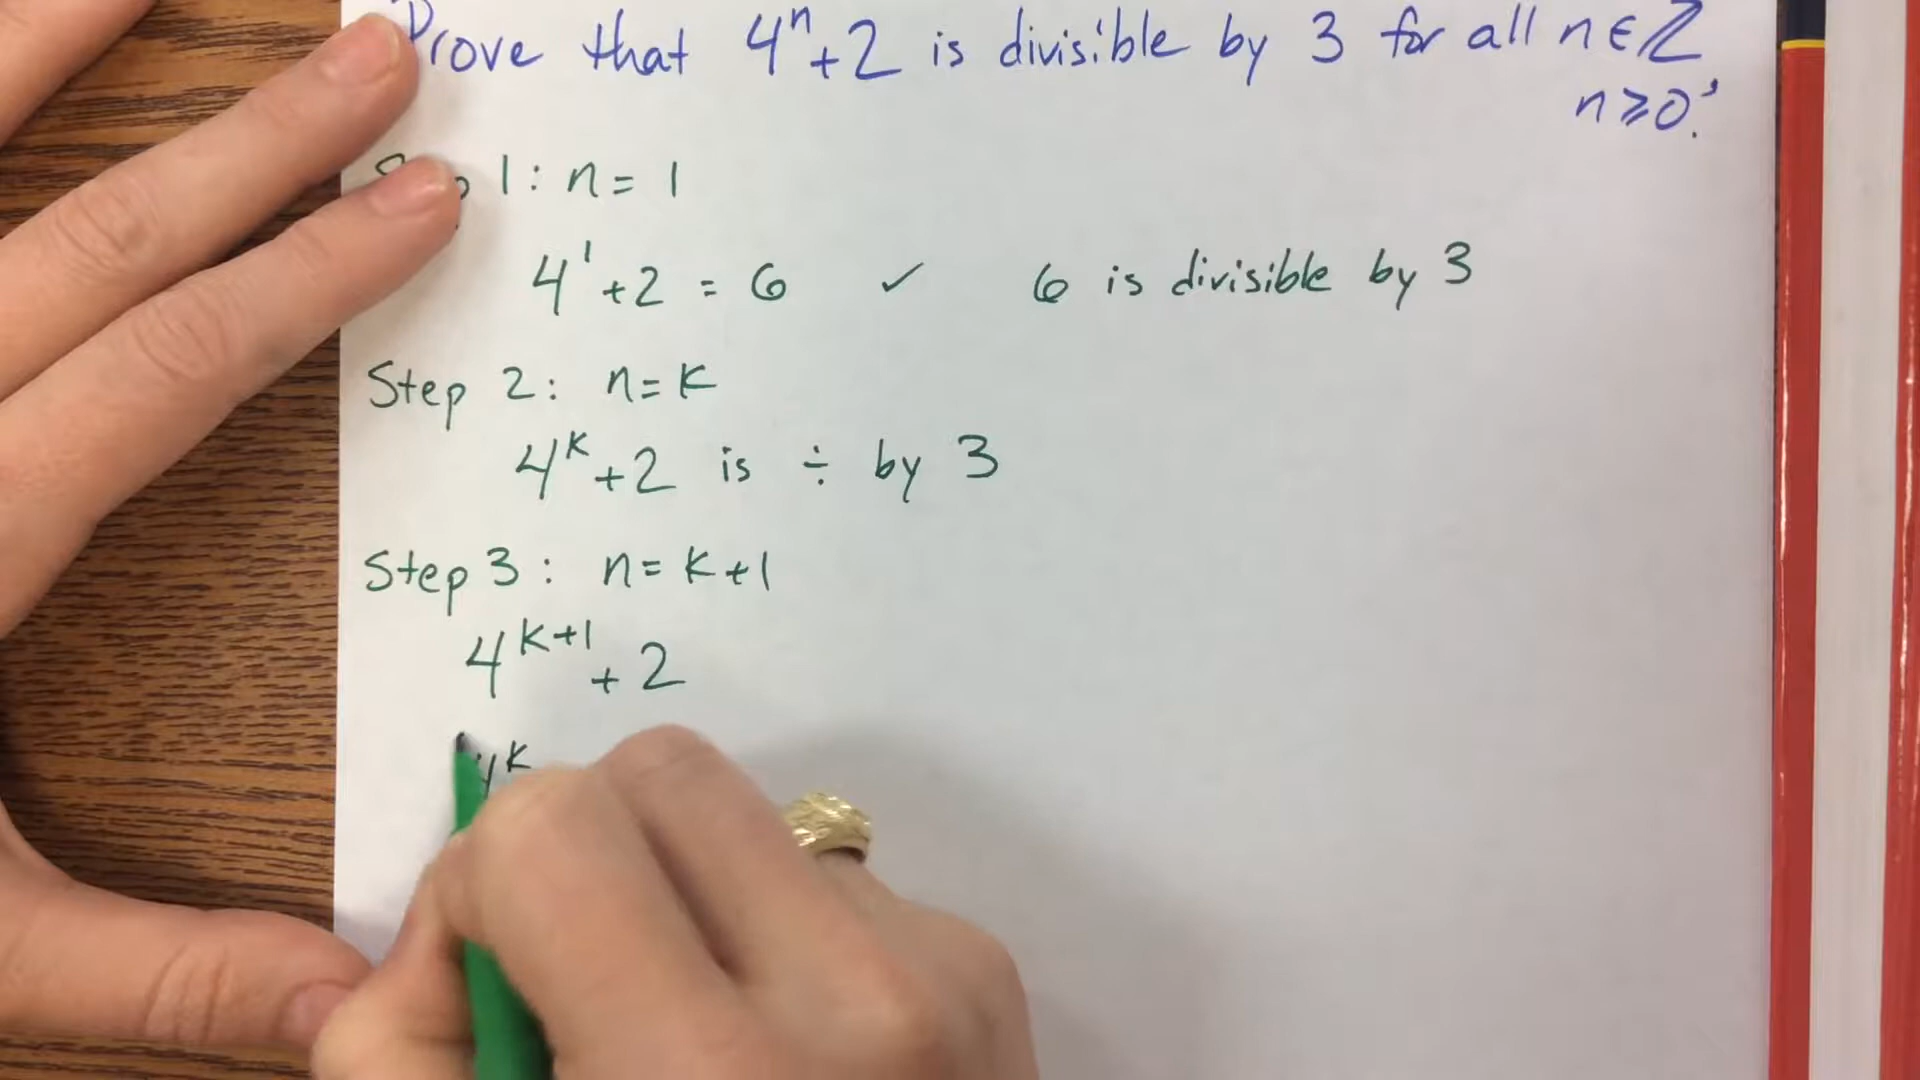 Prove that 4ⁿ+2 is divisible by 3 for all n∈ℤ,
n⩾0.
1: n = 1
4¹+2 = 6 ✓ 6 is divisible by 3
Step 2: n=k
4ᵏ+2 is ÷ by 3
Step 3: n=k+1
4ᵏ⁺¹ + 2
4ᵏ